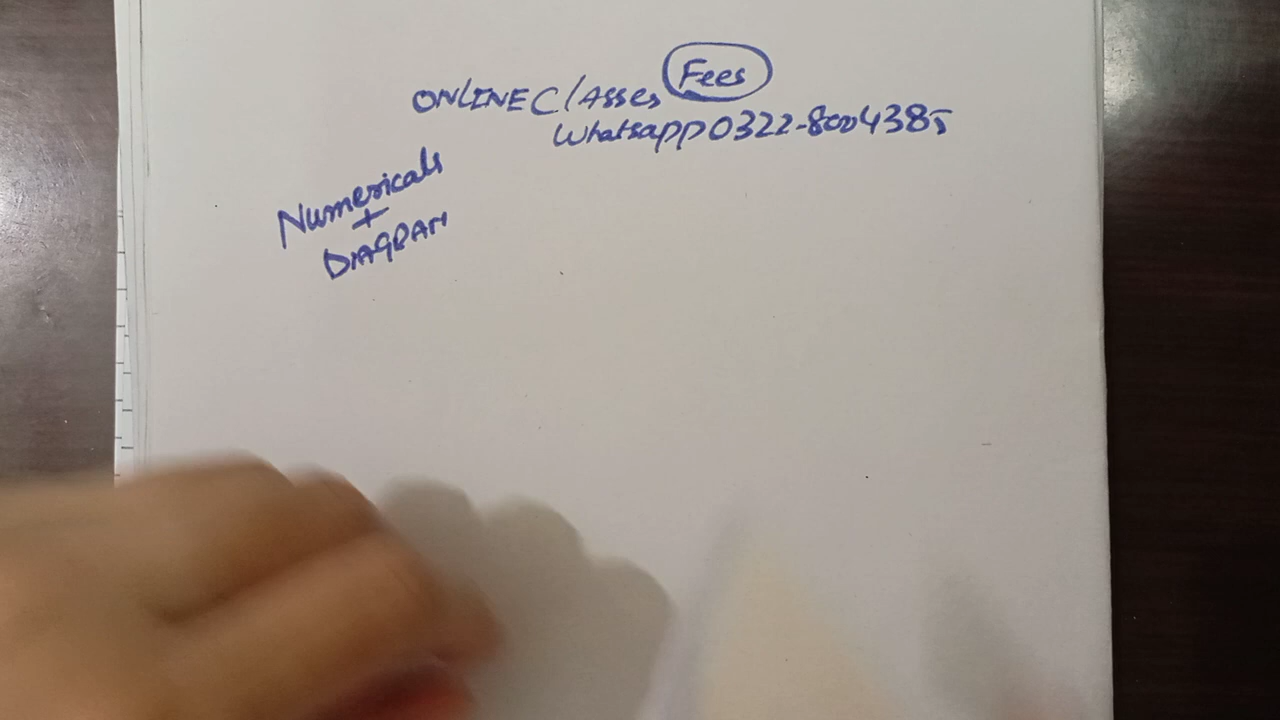 ONLINE Classes Fees
Whatsapp 0322-8004385
Numericals
+
DIAGRAM